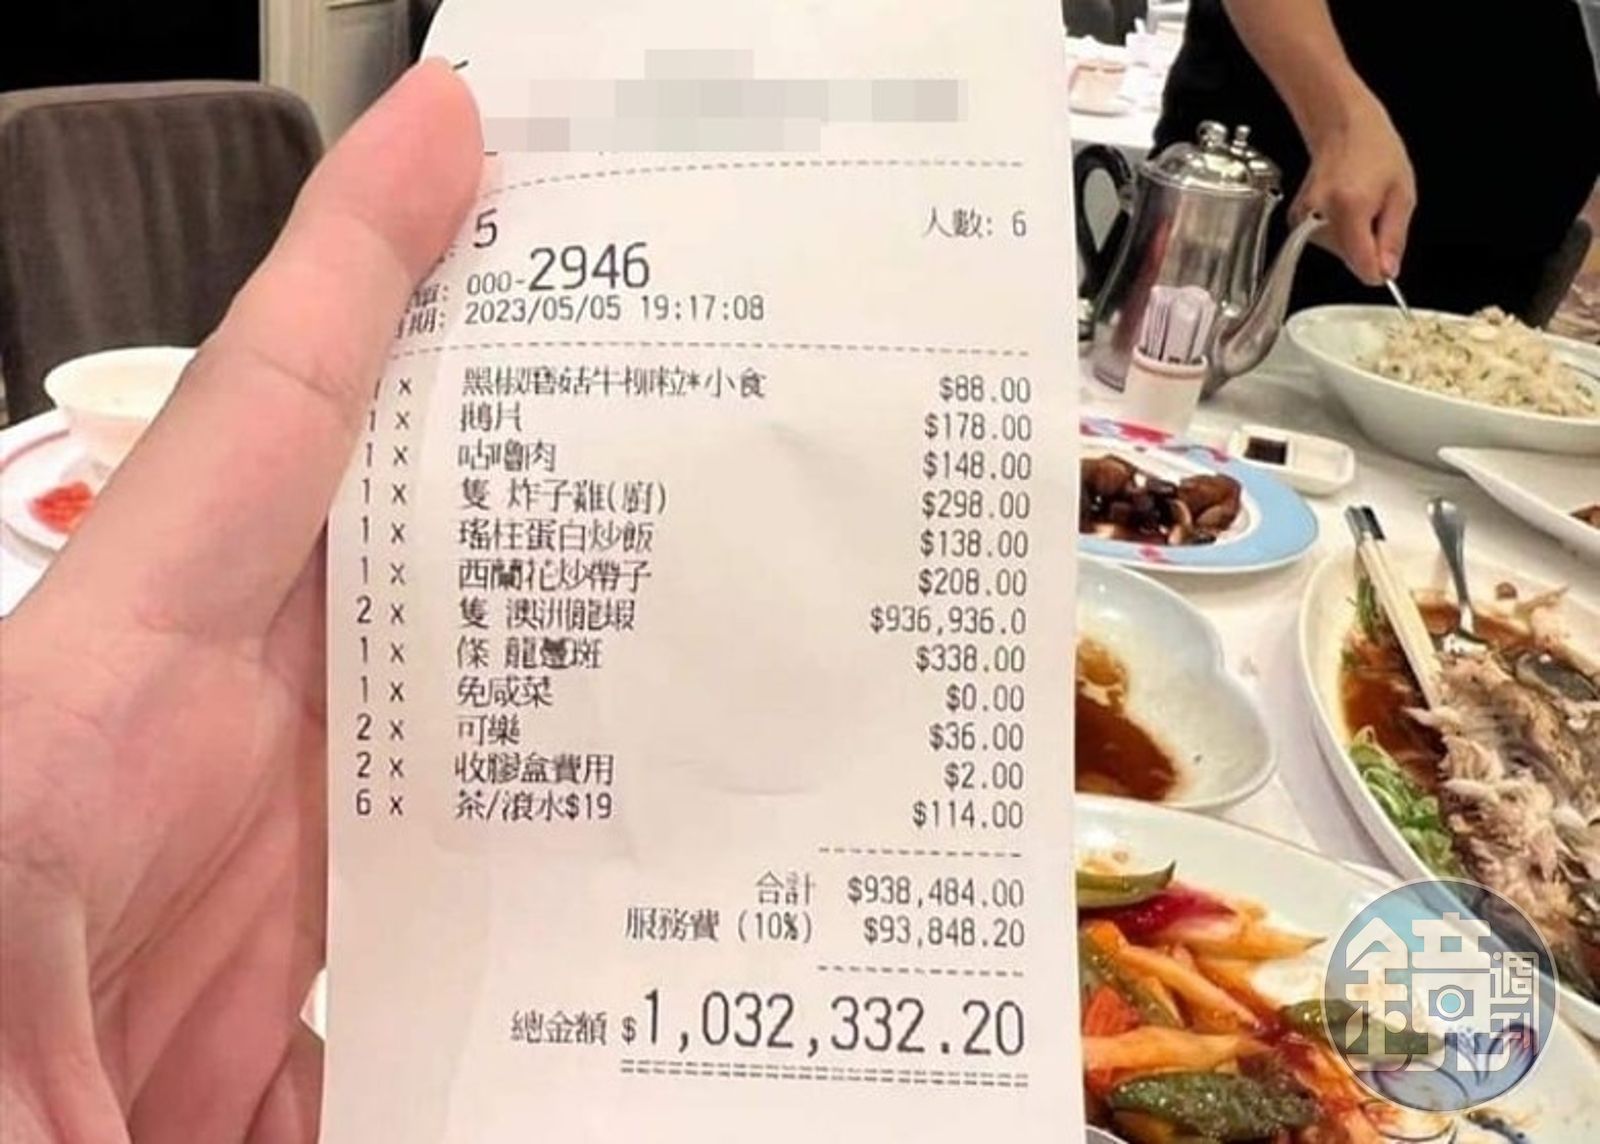 5
人數: 6
000-2946
期: 2023/05/05 19:17:08
x 黑椒磨菇牛柳粒*小食 $88.00
1 x 鵝片 $178.00
1 x 咕嚕肉 $148.00
1 x 隻 炸子雞(廚) $298.00
1 x 瑤柱蛋白炒飯 $138.00
1 x 西蘭花炒帶子 $208.00
2 x 隻 澳洲龍蝦 $936,936.0
1 x 條 龍躉斑 $338.00
1 x 免咸菜 $0.00
2 x 可樂 $36.00
2 x 收膠盒費用 $2.00
6 x 茶/滾水$19 $114.00
合計 $938,484.00
服務費 (10%) $93,848.20
總金額 $1,032,332.20
鏡週刊